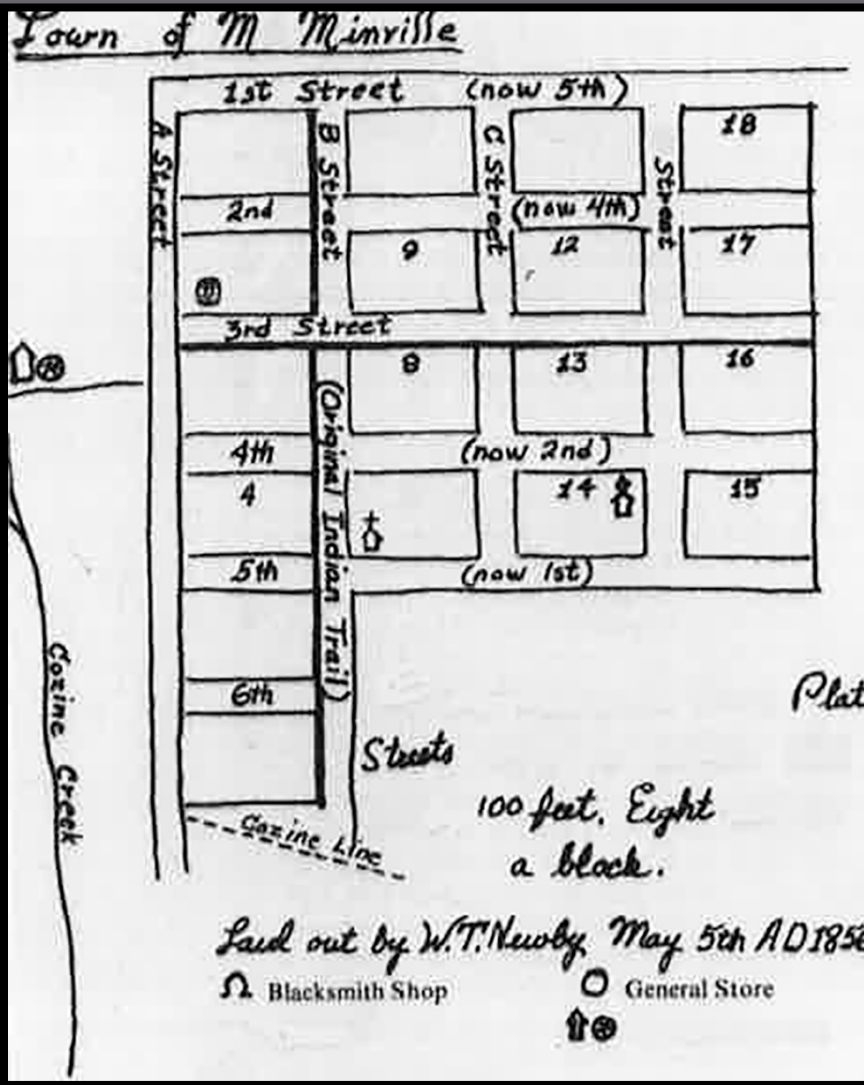 Town of M Minville
1st Street (now 5th)
A Street
B Street
C Street
Street
18
2nd
(now 4th)
9
12
17
3rd Street
8
13
16
(Original Indian Trail)
4th
(now 2nd)
4
14
15
5th
(now 1st)
6th
Cozine Creek
Plat
Streets
100 feet. Eight
a block.
Cozine Line
Laid out by W.T. Newby May 5th AD 185
Blacksmith Shop
General Store